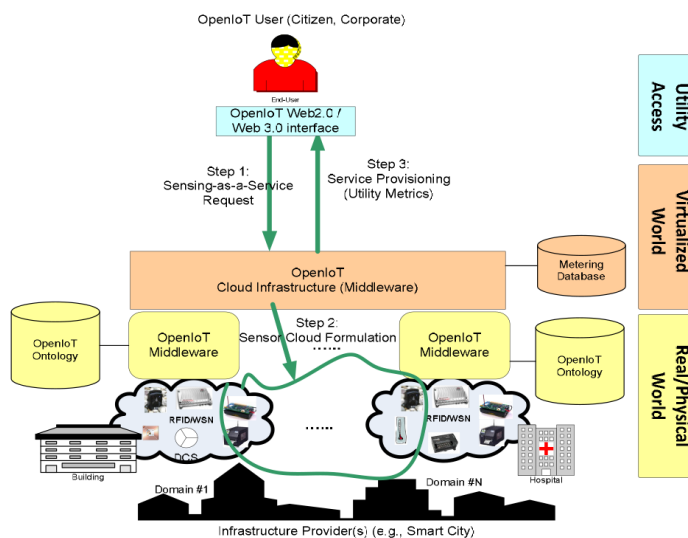 OpenIoT User (Citizen, Corporate)
End-User
OpenIoT Web2.0 /
Web 3.0 interface
Utility
Access
Step 1:
Sensing-as-a-Service
Request
Step 3:
Service Provisioning
(Utility Metrics)
Virtualized
World
OpenIoT
Cloud Infrastructure (Middleware)
Metering
Database
OpenIoT
Ontology
OpenIoT
Middleware
Step 2:
Sensor Cloud Formulation
......
OpenIoT
Middleware
OpenIoT
Ontology
Real/Physical
World
RFID/WSN
DCS
......
RFID/WSN
Building
Hospital
Domain #1
Domain #N
Infrastructure Provider(s) (e.g., Smart City)